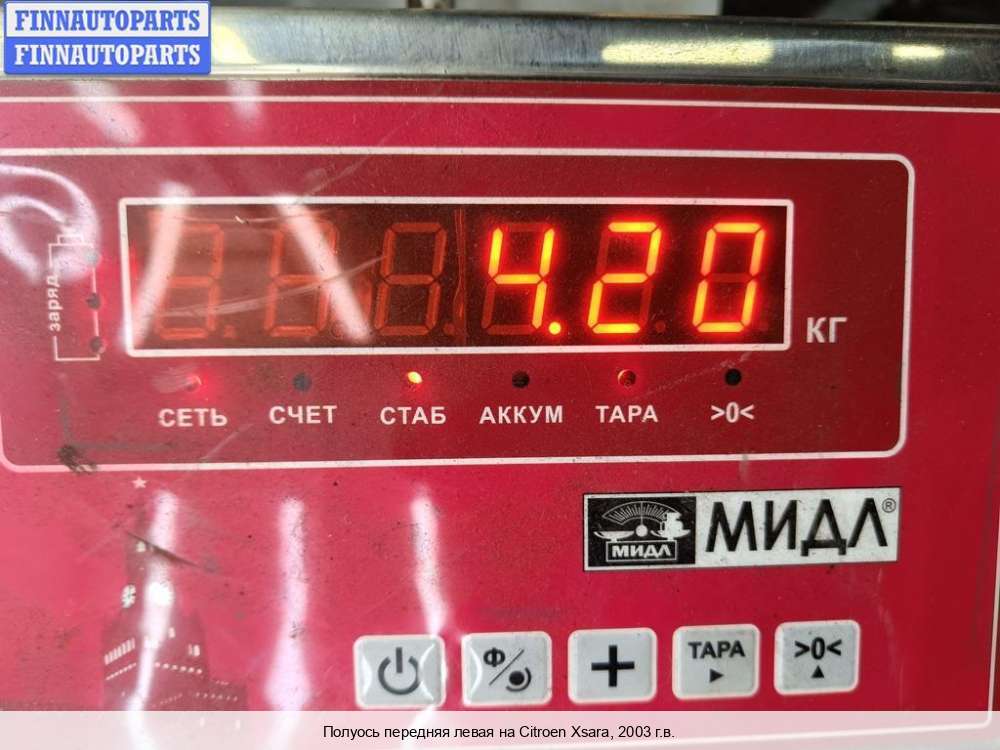 FINNAUTOPARTS
FINNAUTOPARTS
заряд
4.20
КГ
СЕТЬ СЧЕТ СТАБ АККУМ ТАРА >0<
МИДЛ МИДЛ®
Ф ТАРА >0<
Полуось передняя левая на Citroen Xsara, 2003 г.в.